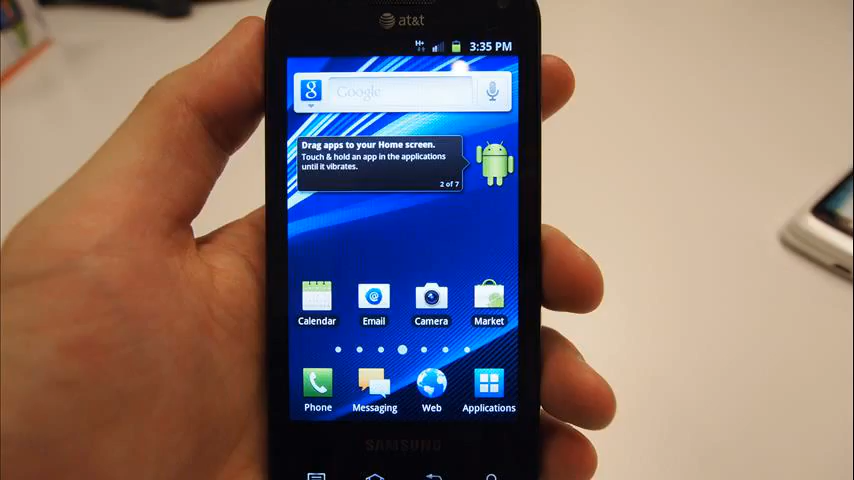 at&t
H+ 3:35 PM
g Google
Drag apps to your Home screen.
Touch & hold an app in the applications
until it vibrates.
2 of 7
Calendar Email Camera Market
Phone Messaging Web Applications
SAMSUNG